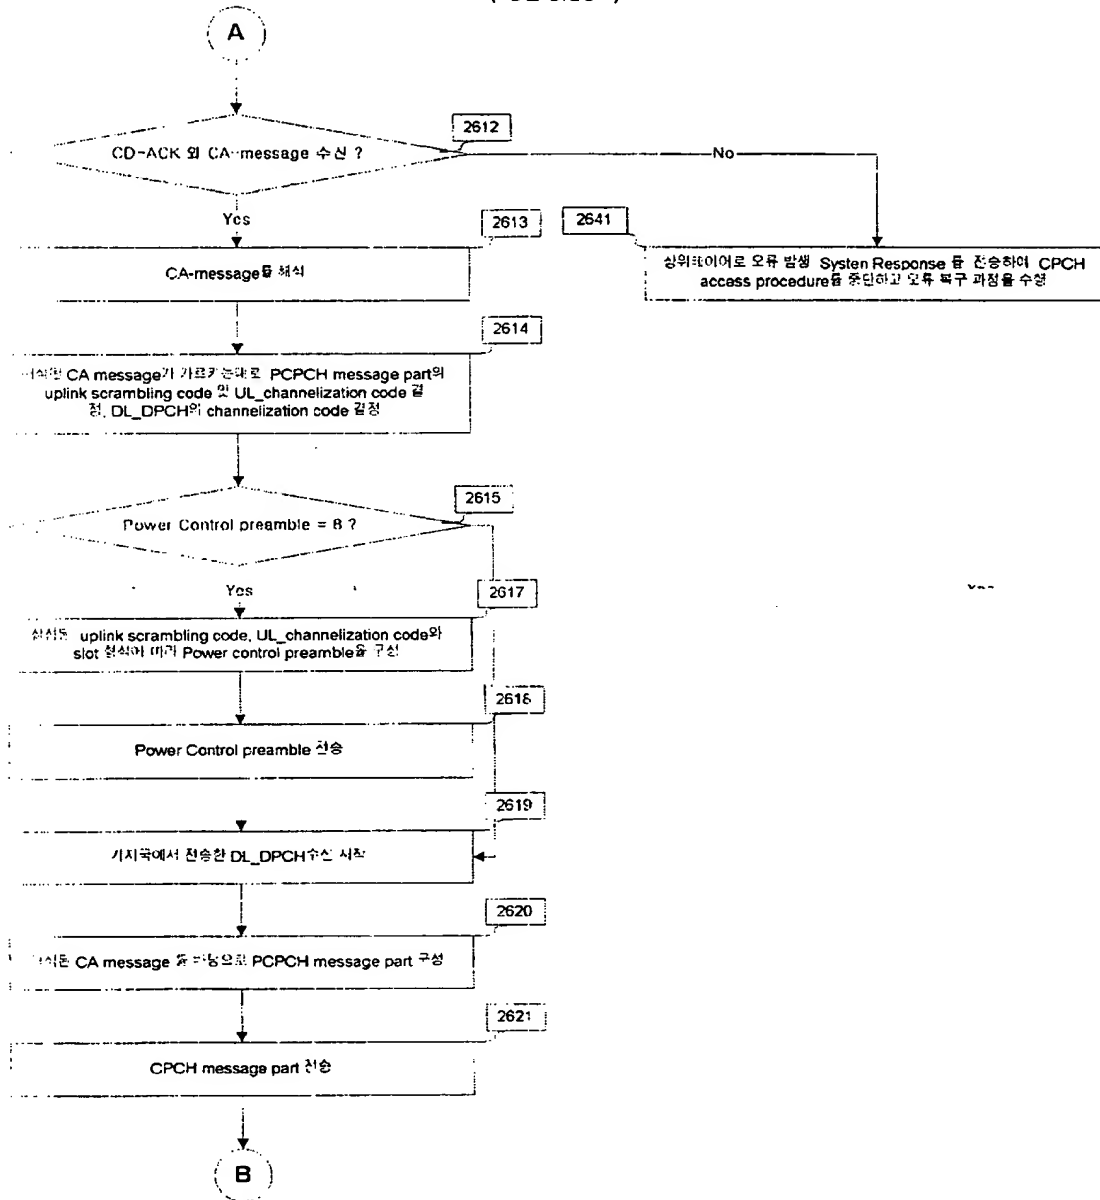 A
2612
CD-ACK 와 CA-message 수신 ?
No
Yes
2613
2641
CA-message를 해석
상위레이어로 오류 발생 System Response 를 전송하여 CPCH
access procedure를 중단하고 오류 복구 과정을 수행
2614
해석된 CA message가 가르키는대로 PCPCH message part의
uplink scrambling code 및 UL_channelization code 결
정, DL_DPCH의 channelization code 결정
2615
Power Control preamble = 8 ?
Yes
2617
uplink scrambling code, UL_channelization code와
slot 형식에 따라 Power control preamble을 구성
2618
Power Control preamble 전송
2619
기지국에서 전송한 DL_DPCH수신 시작
2620
해석된 CA message 를 바탕으로 PCPCH message part 구성
2621
CPCH message part 전송
B